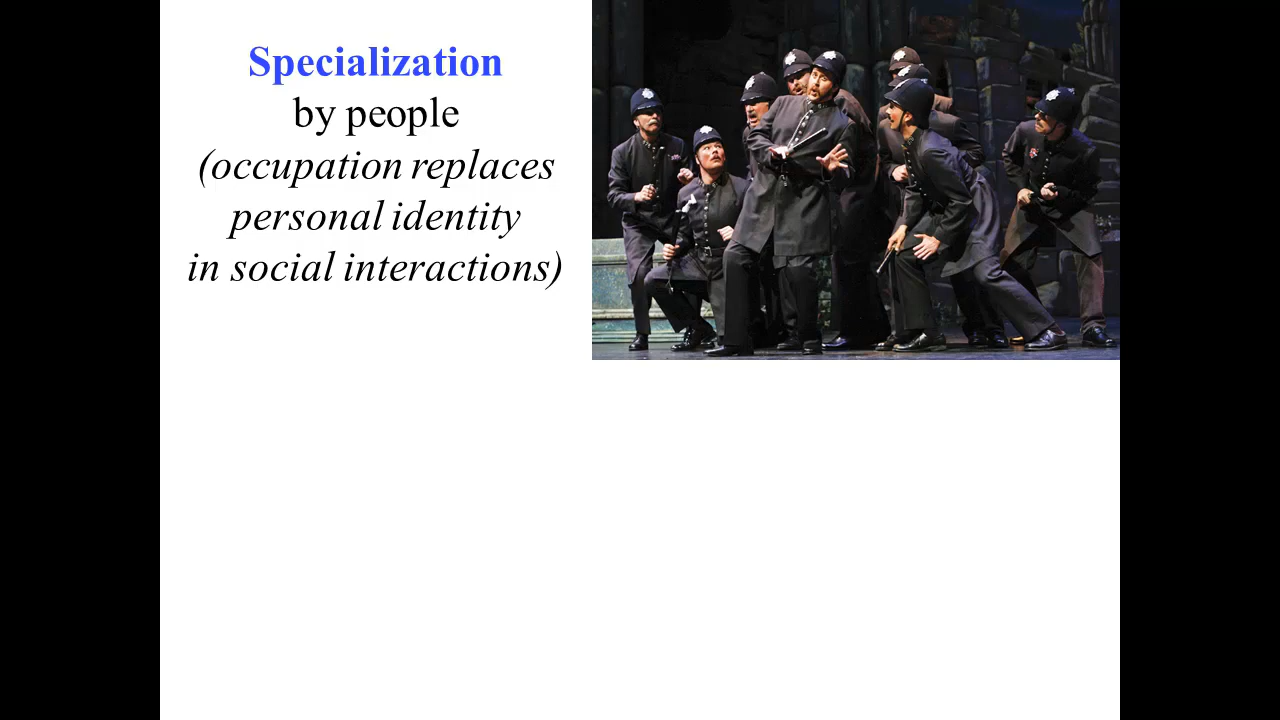 Specialization
by people
(occupation replaces
personal identity
in social interactions)